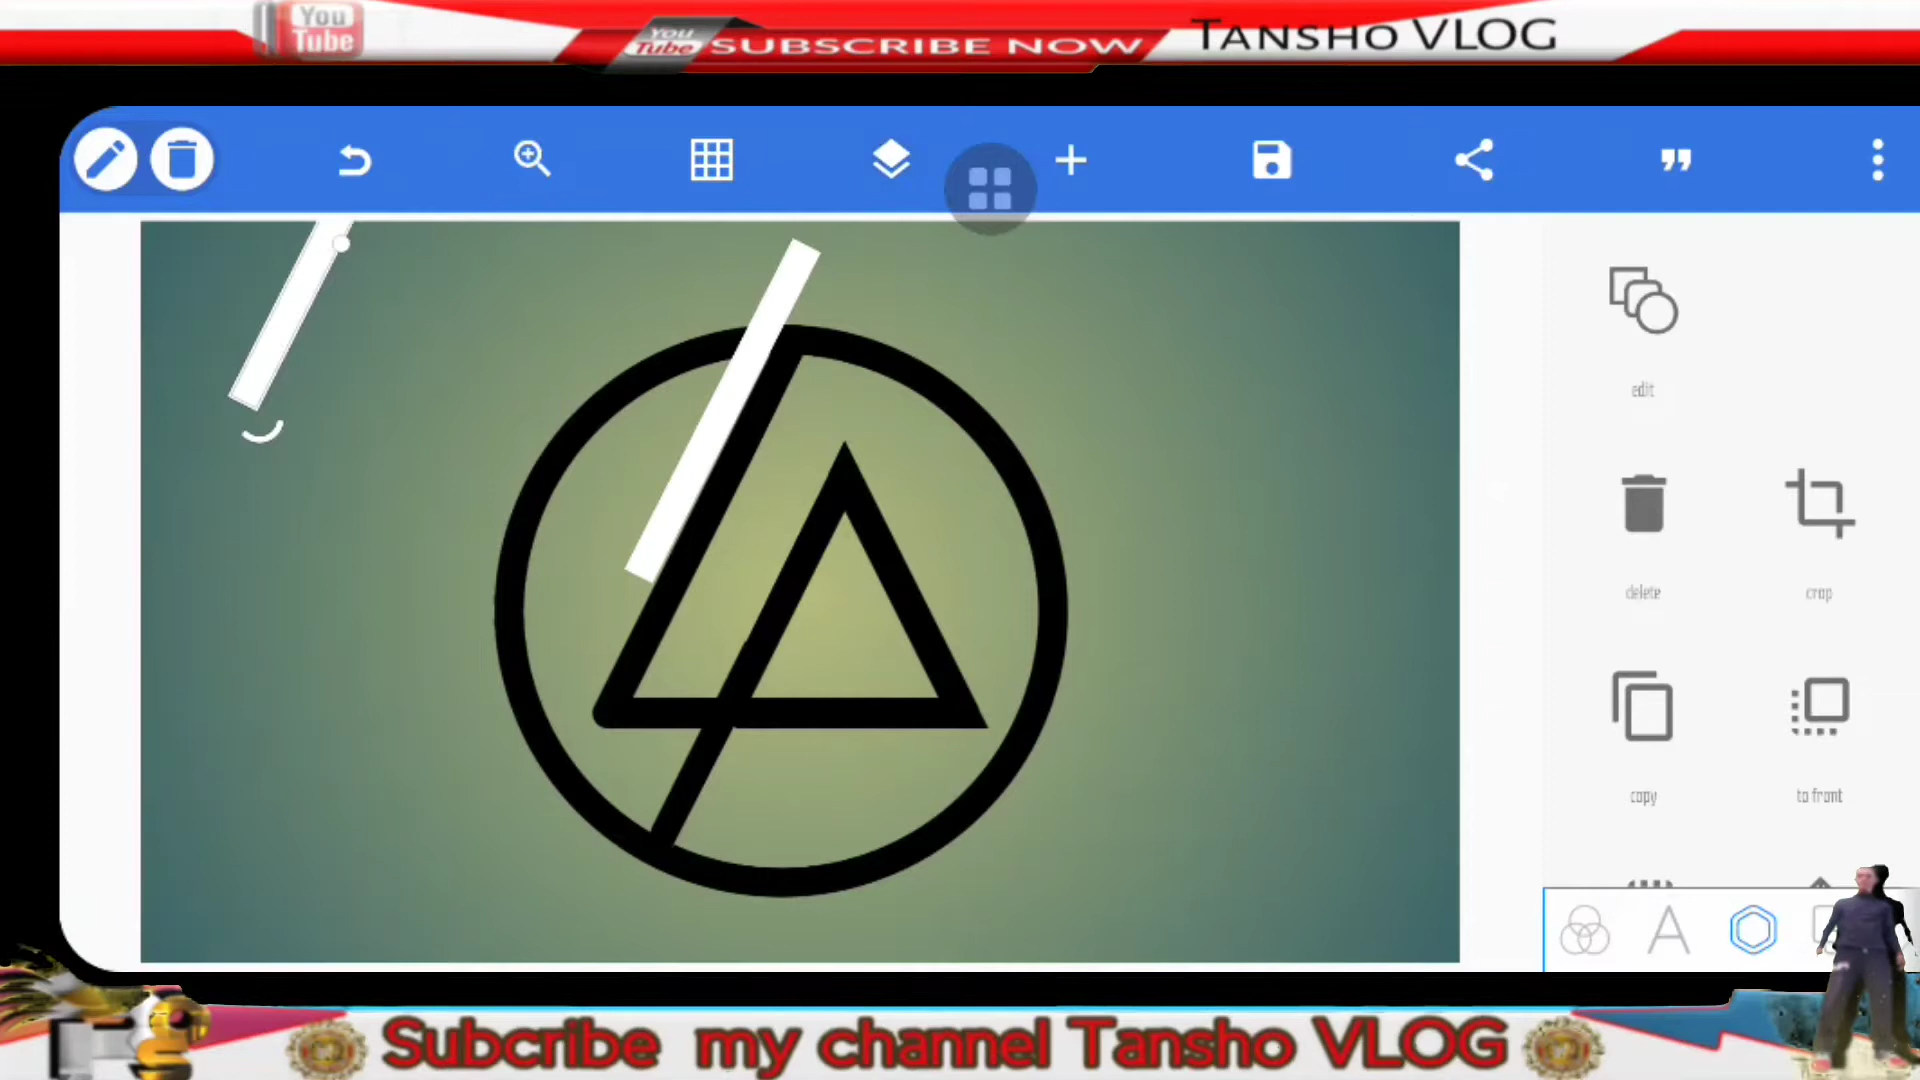 You
Tube
You
Tube SUBSCRIBE NOW
TANSHO VLOG
edit
delete
crop
copy
to front
A
Subcribe my channel Tansho VLOG